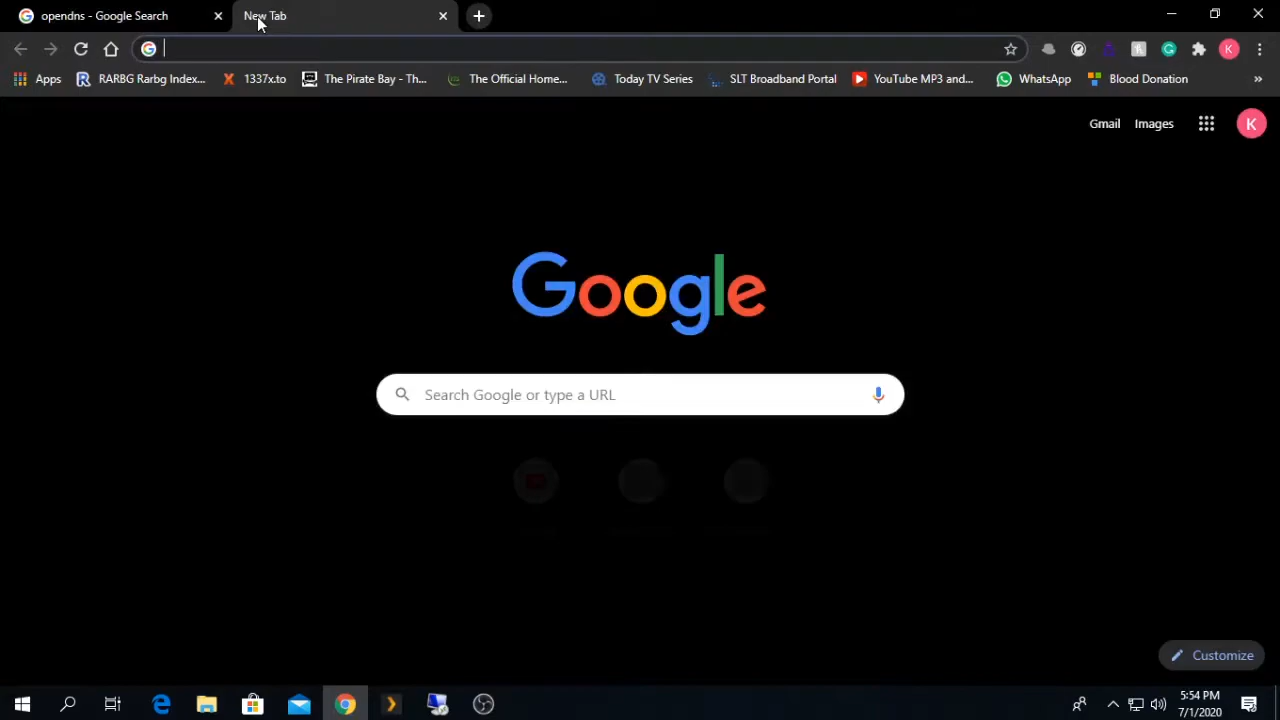 opendns - Google Search
New Tab
Apps
RARBG Rarbg Index...
1337x.to
The Pirate Bay - Th...
The Official Home...
Today TV Series
SLT Broadband Portal
YouTube MP3 and...
WhatsApp
Blood Donation
»
Gmail
Images
K
Google
Search Google or type a URL
Customize
5:54 PM
7/1/2020